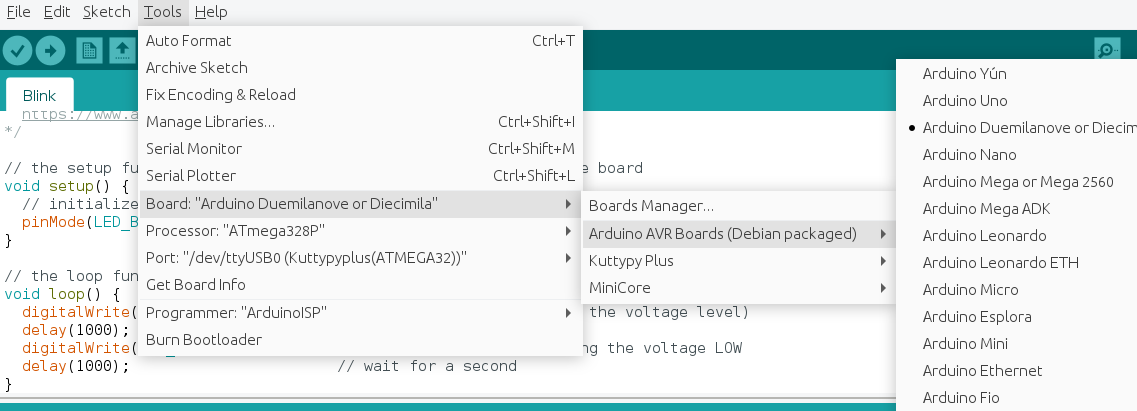 File Edit Sketch Tools Help
Auto Format Ctrl+T
Archive Sketch
Fix Encoding & Reload
Manage Libraries... Ctrl+Shift+I
Serial Monitor Ctrl+Shift+M
Serial Plotter Ctrl+Shift+L
Board: "Arduino Duemilanove or Diecimila"
Processor: "ATmega328P"
Port: "/dev/ttyUSB0 (Kuttypyplus(ATMEGA32))"
Get Board Info
Programmer: "ArduinoISP"
Burn Bootloader
Boards Manager...
Arduino AVR Boards (Debian packaged)
Kuttypy Plus
MiniCore
Arduino Yún
Arduino Uno
Arduino Duemilanove or Diecim
Arduino Nano
Arduino Mega or Mega 2560
Arduino Mega ADK
Arduino Leonardo
Arduino Leonardo ETH
Arduino Micro
Arduino Esplora
Arduino Mini
Arduino Ethernet
Arduino Fio
Blink
https://www.a
*/
// the setup fu e board
void setup() {
// initialize
pinMode(LED_B
}
// the loop fun
void loop() {
digitalWrite( the voltage level)
delay(1000);
digitalWrite( ng the voltage LOW
delay(1000); // wait for a second
}